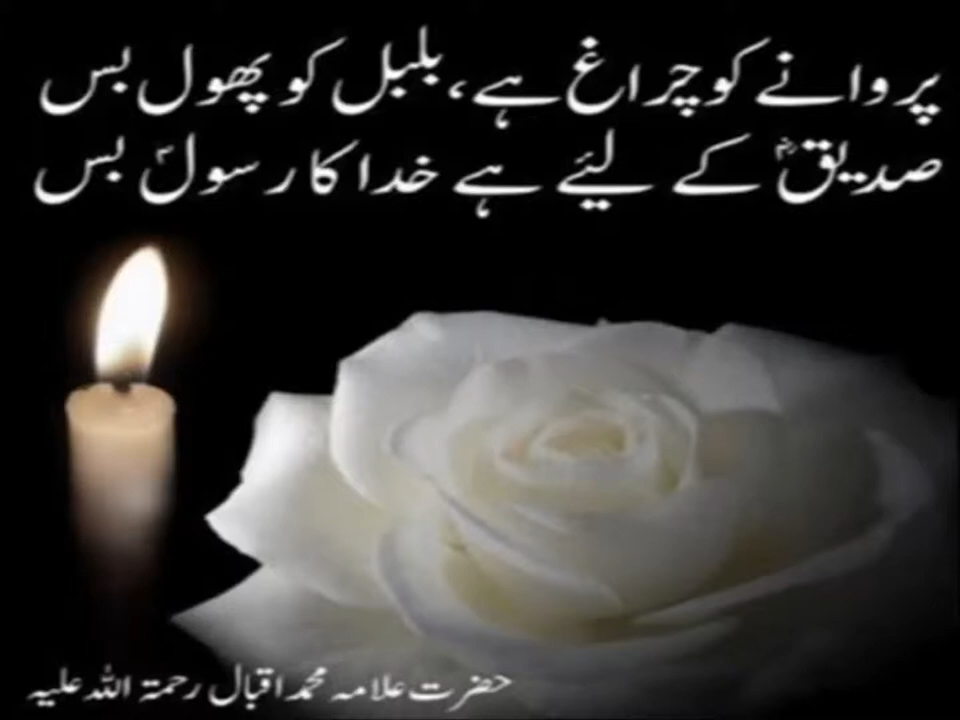 پروانے کو چراغ ہے، بلبل کو پھول بس
صدیقؓ کے لیئے ہے خدا کا رسولؐ بس
حضرت علامہ محمد اقبال رحمۃ اللہ علیہ